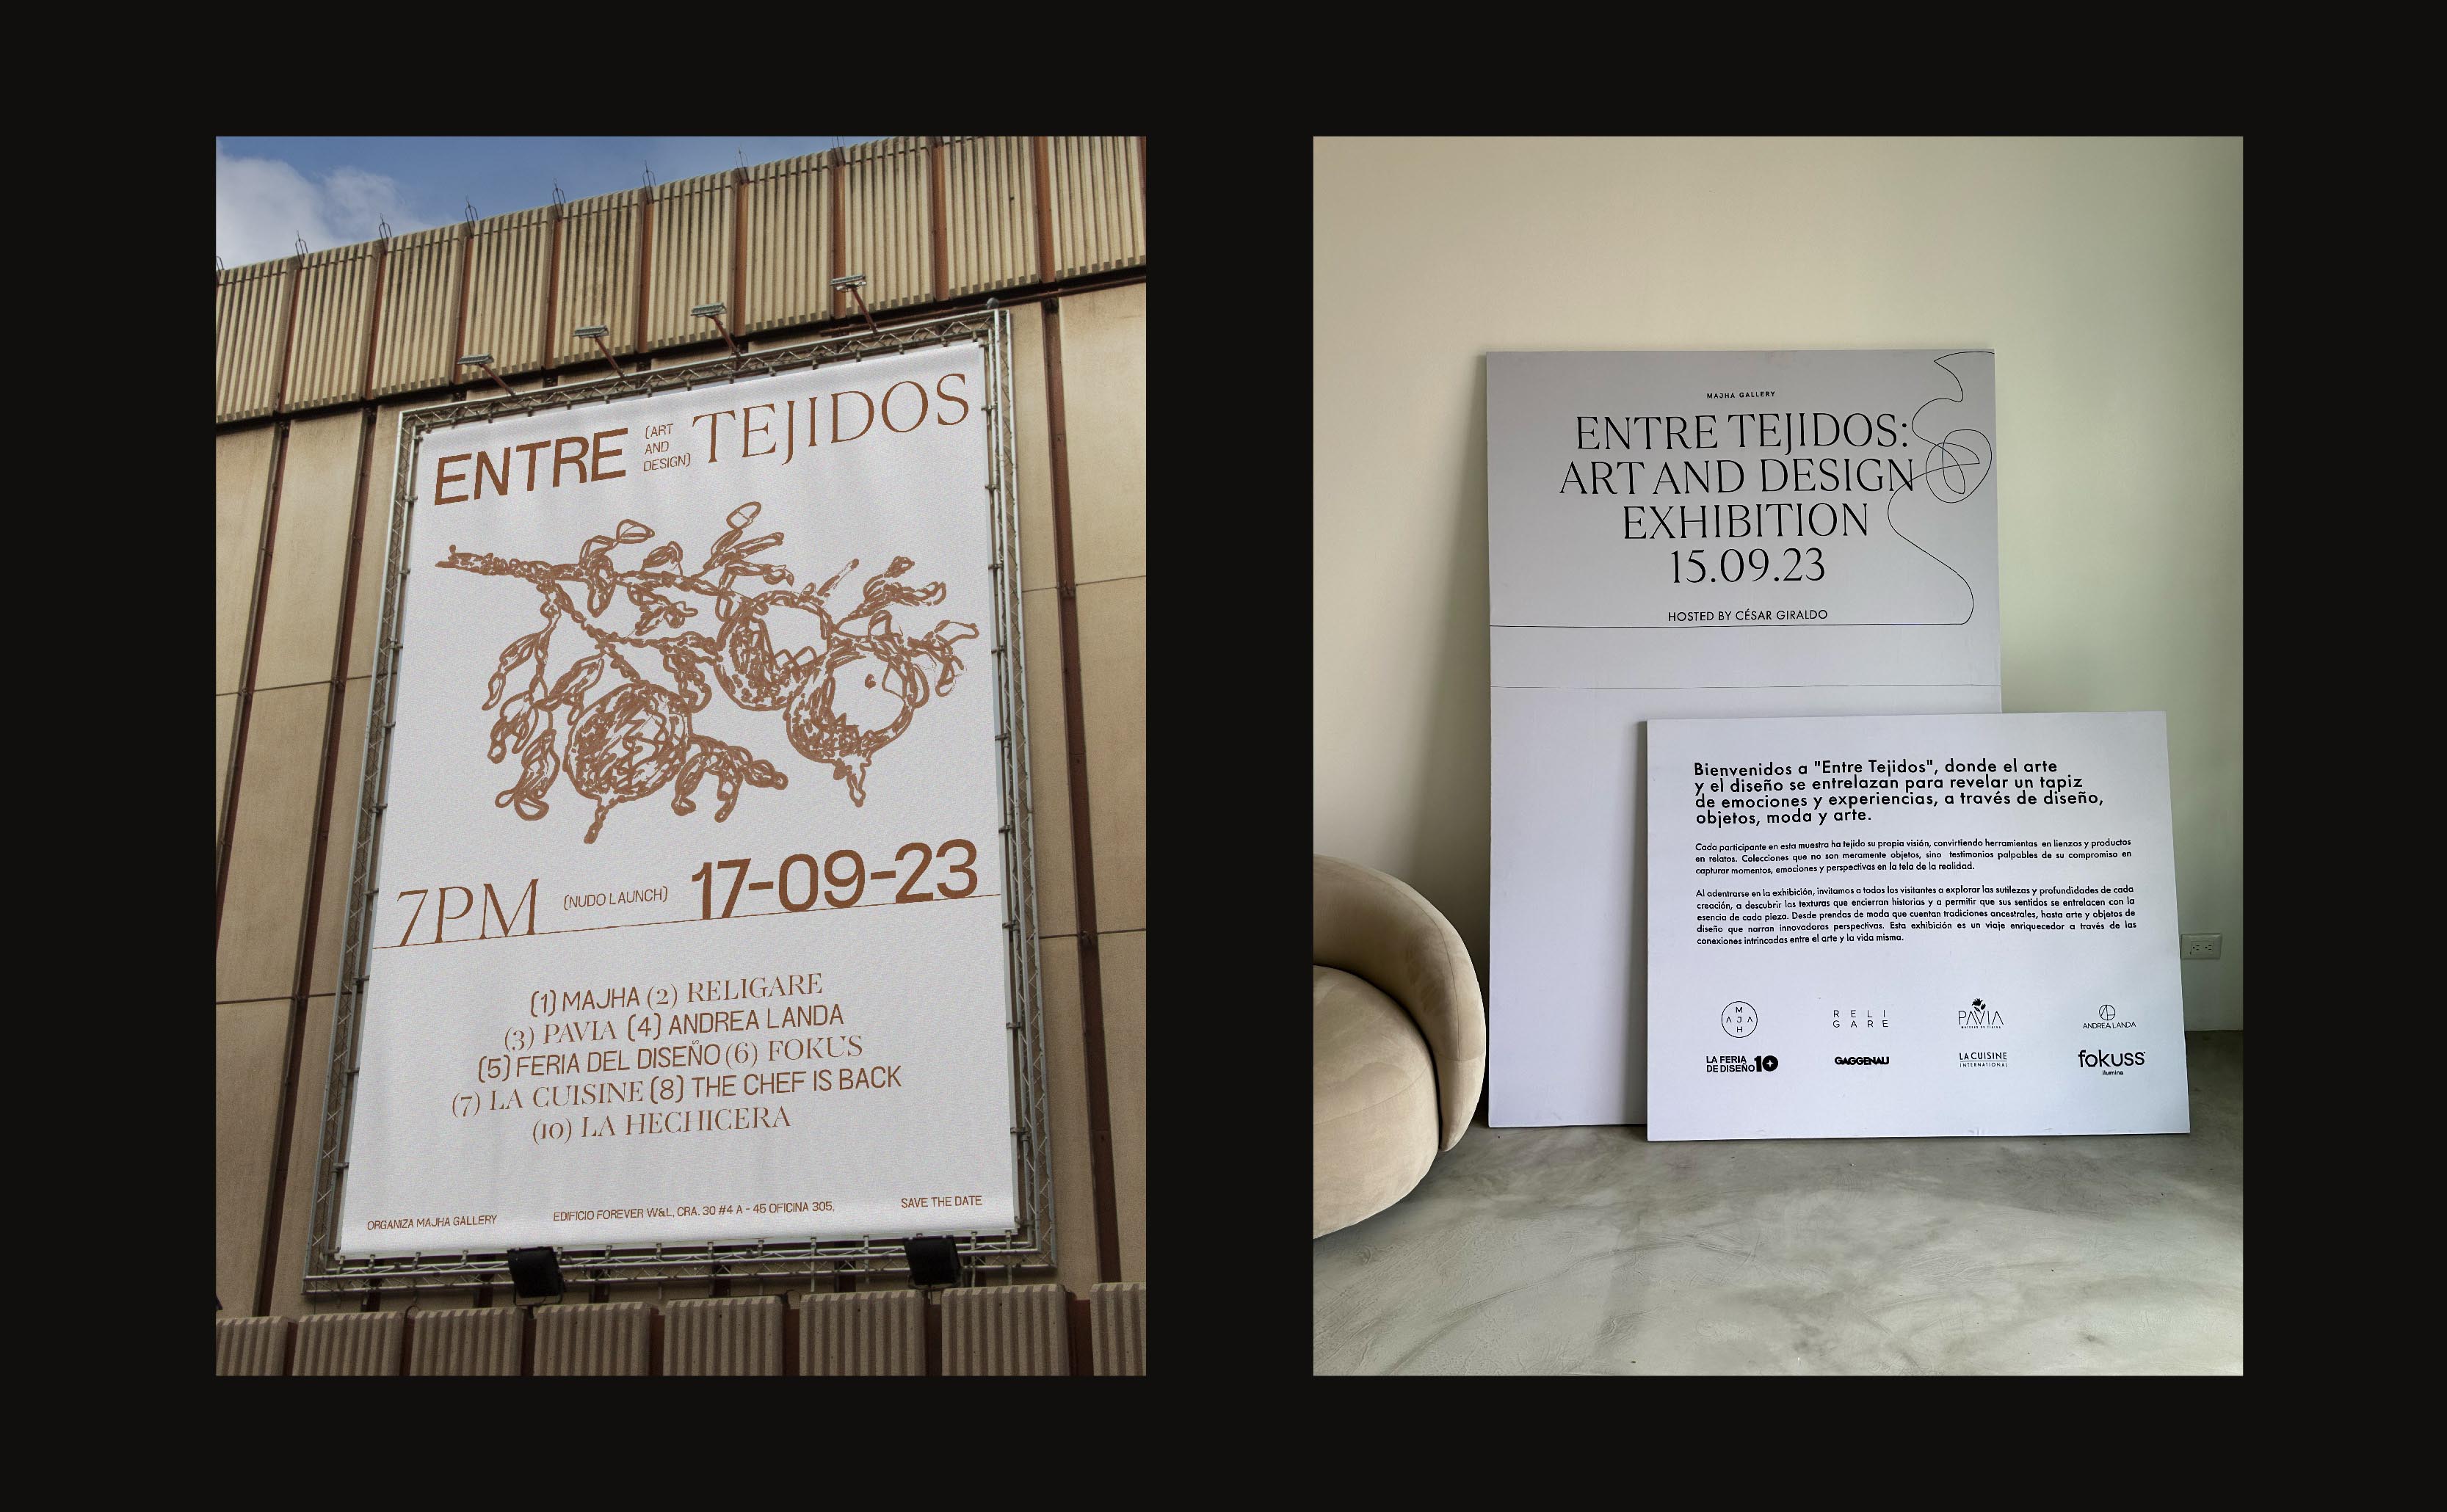 ENTRE (ART AND DESIGN) TEJIDOS
7PM (NUDO LAUNCH) 17-09-23
(1) MAJHA (2) RELIGARE
(3) PAVIA (4) ANDREA LANDA
(5) FERIA DEL DISEÑO (6) FOKUS
(7) LA CUISINE (8) THE CHEF IS BACK
(10) LA HECHICERA
ORGANIZA MAJHA GALLERY
EDIFICIO FOREVER W&L, CRA. 30 #4 A - 45 OFICINA 305.
SAVE THE DATE
MAJHA GALLERY
ENTRE TEJIDOS:
ART AND DESIGN
EXHIBITION
15.09.23
HOSTED BY CÉSAR GIRALDO
Bienvenidos a "Entre Tejidos", donde el arte
y el diseño se entrelazan para revelar un tapiz
de emociones y experiencias, a través de diseño,
objetos, moda y arte.
Cada participante en esta muestra ha tejido su propia visión, convirtiendo herramientas en lienzos y productos
en relatos. Colecciones que no son meramente objetos, sino testimonios palpables de su compromiso en
capturar momentos, emociones y perspectivas en la tela de la realidad.
Al adentrarse en la exhibición, invitamos a todos los visitantes a explorar las sutilezas y profundidades de cada
creación, a descubrir las texturas que encierran historias y a permitir que sus sentidos se entrelacen con la
esencia de cada pieza. Desde prendas de moda que cuentan tradiciones ancestrales, hasta arte y objetos de
diseño que narran innovadoras perspectivas. Esta exhibición es un viaje enriquecedor a través de las
conexiones intrincadas entre el arte y la vida misma.
M
AJA
H
RELI
GARE
PAVIA
ANDREA LANDA
LA FERIA
DE DISEÑO 10
GAGGENAU
LA CUISINE
INTERNATIONAL
fokuss
ilumina